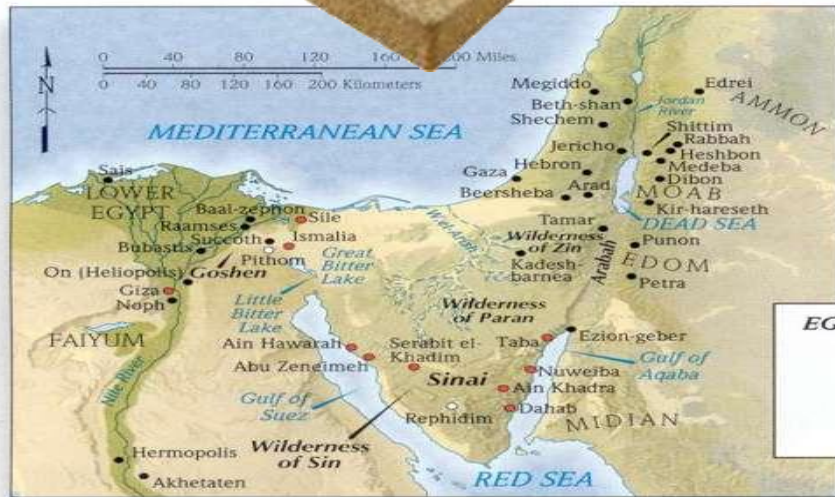 0 40 80 120 160 200 Miles
0 40 80 120 160 200 Kilometers
N
MEDITERRANEAN SEA
Megiddo
Edrei
Beth-shan
Jordan
River
AMMON
Shechem
Shittim
Rabbah
Jericho
Heshbon
Hebron
Medeba
Gaza
Dibon
Beersheba
Arad
MOAB
Kir-hareseth
DEAD SEA
Sais
LOWER
EGYPT
Baal-zephon
Sile
Raamses
Succoth
Ismalia
Bubastis
Pithom
Great
Bitter
Lake
Goshen
On (Heliopolis)
Giza
Noph
Little
Bitter
Lake
W. el-Arish
Tamar
Wilderness
of Zin
Kadesh-
barnea
Arabah
Punon
EDOM
Petra
Wilderness
of Paran
FAIYUM
Nile River
Ain Hawarah
Abu Zeneimeh
Serabit el-
Khadim
Taba
Ezion-geber
Gulf of
Aqaba
Nuweiba
Sinai
Ain Khadra
Dahab
Gulf of
Suez
Rephidim
MIDIAN
Wilderness
of Sin
Hermopolis
Akhetaten
RED SEA
EG